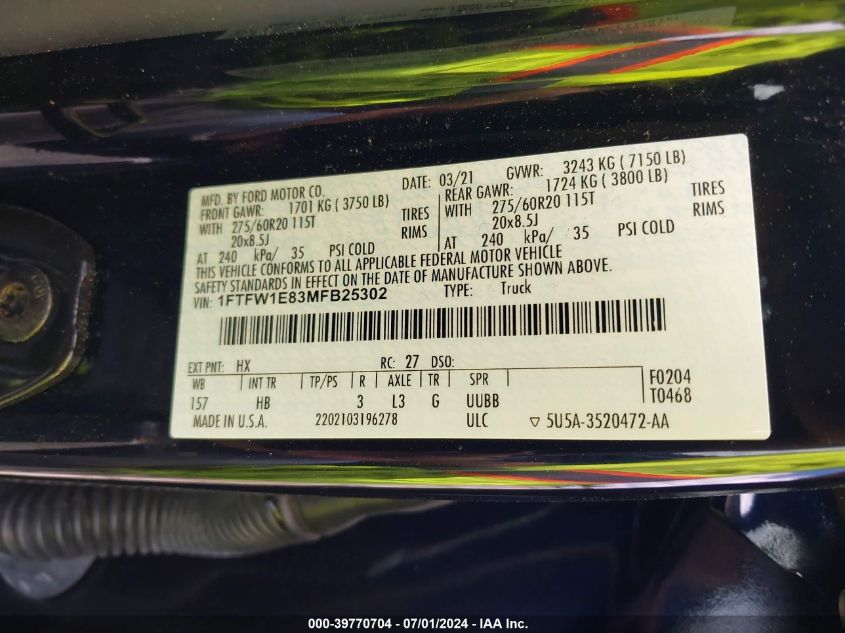 MFD. BY FORD MOTOR CO.
DATE: 03/21 GVWR: 3243 KG ( 7150 LB)
FRONT GAWR: 1701 KG ( 3750 LB)
REAR GAWR: 1724 KG ( 3800 LB)
WITH 275/60R20 115T TIRES
WITH 275/60R20 115T TIRES
20x8.5J RIMS
20x8.5J RIMS
AT 240 kPa/ 35 PSI COLD
AT 240 kPa/ 35 PSI COLD
THIS VEHICLE CONFORMS TO ALL APPLICABLE FEDERAL MOTOR VEHICLE
SAFETY STANDARDS IN EFFECT ON THE DATE OF MANUFACTURE SHOWN ABOVE.
VIN: 1FTFW1E83MFB25302 TYPE: Truck
EXT PNT: HX RC: 27 DSO:
WB INT TR TP/PS R AXLE TR SPR F0204
157 HB 3 L3 G UUBB T0468
MADE IN U.S.A. 2202103196278 ULC ▽ 5U5A-3520472-AA
000-39770704 - 07/01/2024 - IAA Inc.